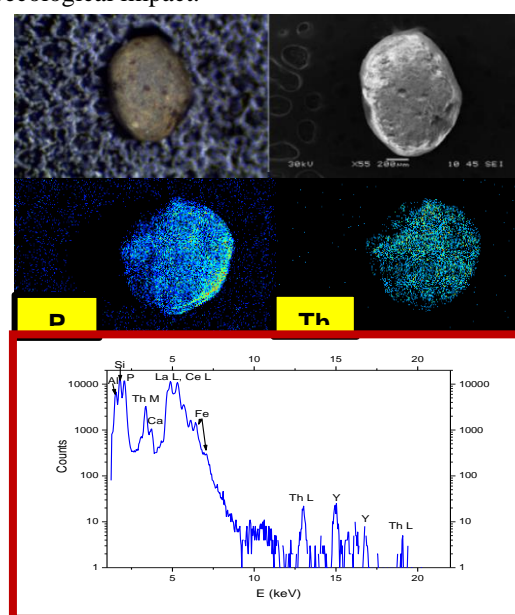 ecological impact.
30kV X55 200µm 10 45 SEI
P
Th
5 10 15 20
Si
Al P La L, Ce L
Th M
Ca Fe
Th L Y Y Th L
10000 10000
1000 1000
100 100
10 10
1 1
Counts
5 10 15 20
E (keV)